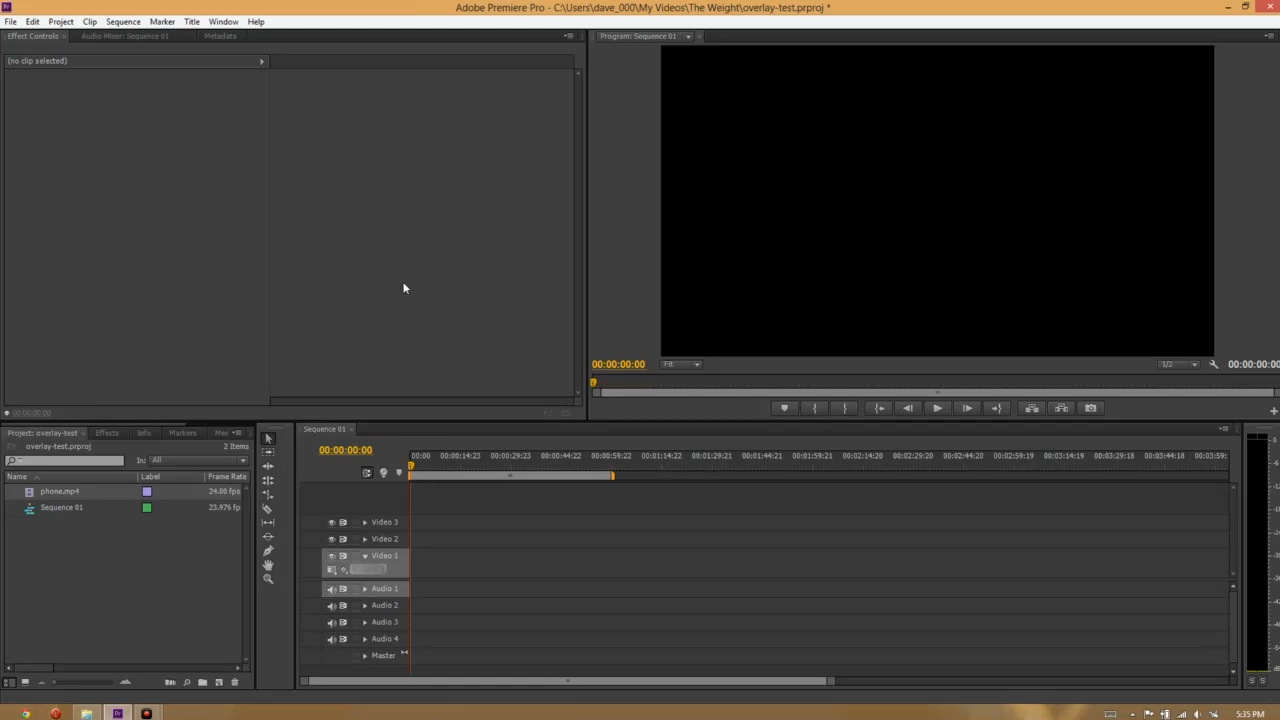 Adobe Premiere Pro - C:\Users\dave_000\My Videos\The Weight\overlay-test.prproj *
File Edit Project Clip Sequence Marker Title Window Help
Effect Controls Audio Mixer: Sequence 01 Metadata
Program: Sequence 01
(no clip selected)
00:00:00:00 Fit 1/2 00:00:00:00
00:00:00:00
Project: overlay-test Effects Info Markers Me
Sequence 01
overlay-test.prproj 2 Items
00:00:00:00
In: All
00:00 00:00:14:23 00:00:29:23 00:00:44:22 00:00:59:22 00:01:14:22 00:01:29:21 00:01:44:21 00:01:59:21 00:02:14:20 00:02:29:20 00:02:44:20 00:02:59:19 00:03:14:19 00:03:29:18 00:03:44:18 00:03:59:
Name Label Frame Rate
phone.mp4 24.00 fps
Sequence 01 23.976 fp
Video 3
Video 2
Video 1
Audio 1
Audio 2
Audio 3
Audio 4
Master
S S
5:35 PM